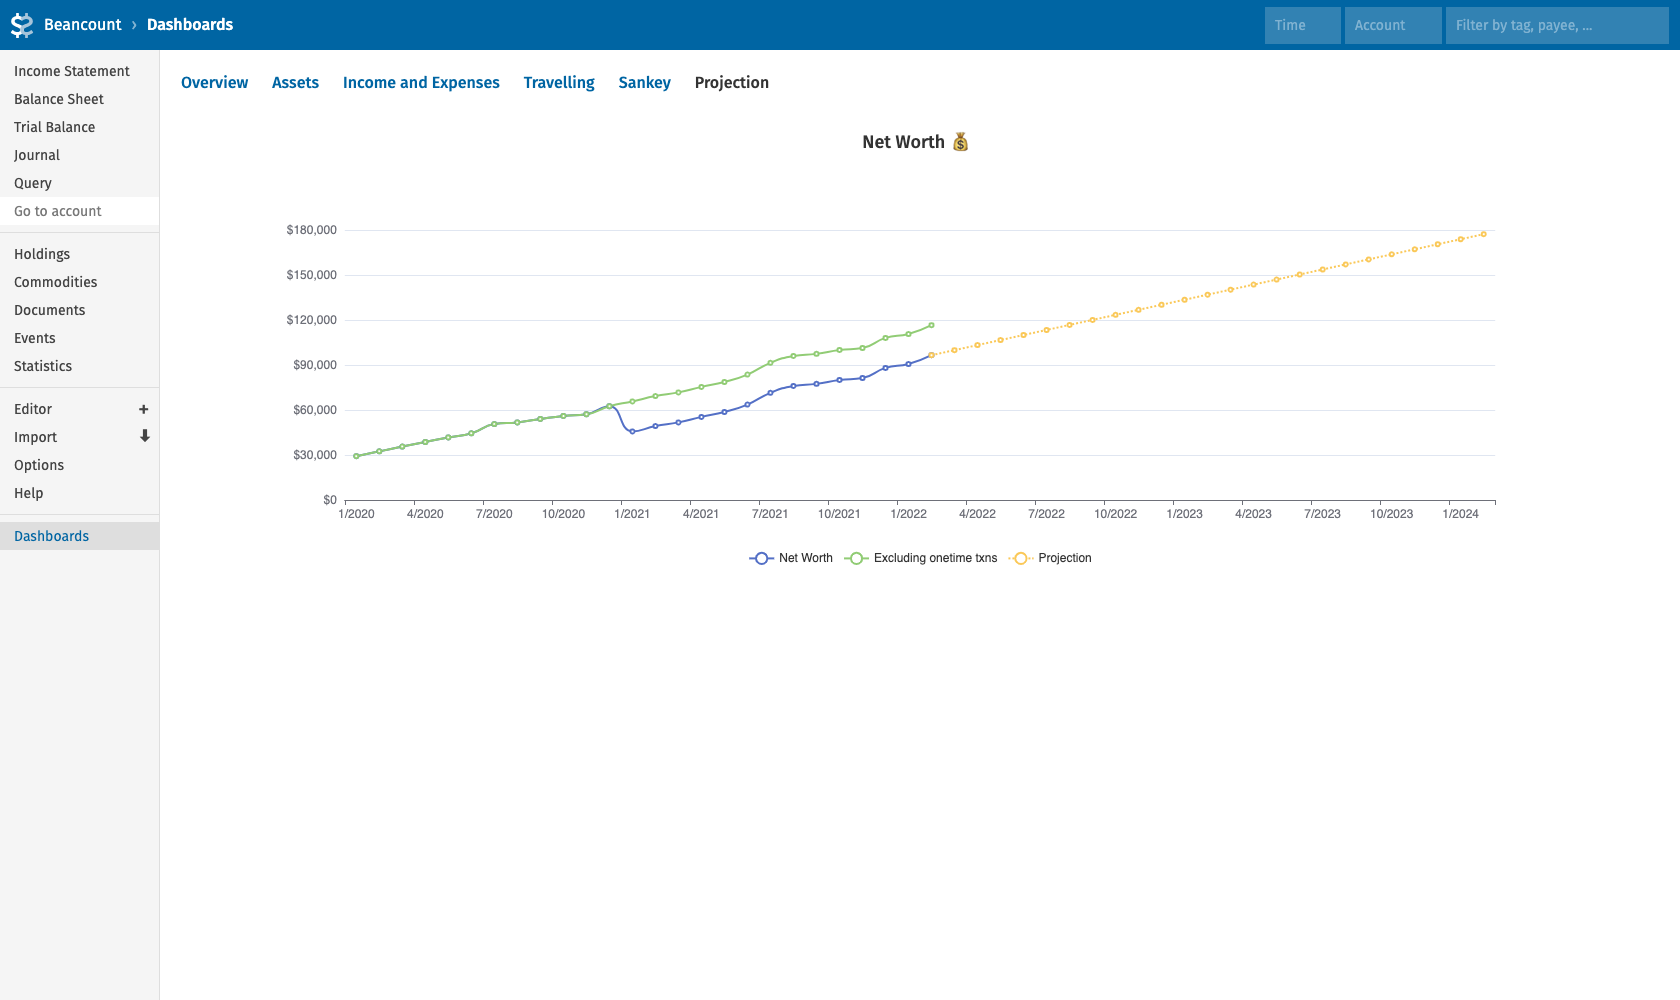 Beancount › Dashboards
Time
Account
Filter by tag, payee, ...
Income Statement
Balance Sheet
Trial Balance
Journal
Query
Go to account
Holdings
Commodities
Documents
Events
Statistics
Editor +
Import
Options
Help
Dashboards
Overview Assets Income and Expenses Travelling Sankey Projection
Net Worth 💰
$180,000
$150,000
$120,000
$90,000
$60,000
$30,000
$0
1/2020 4/2020 7/2020 10/2020 1/2021 4/2021 7/2021 10/2021 1/2022 4/2022 7/2022 10/2022 1/2023 4/2023 7/2023 10/2023 1/2024
Net Worth Excluding onetime txns Projection